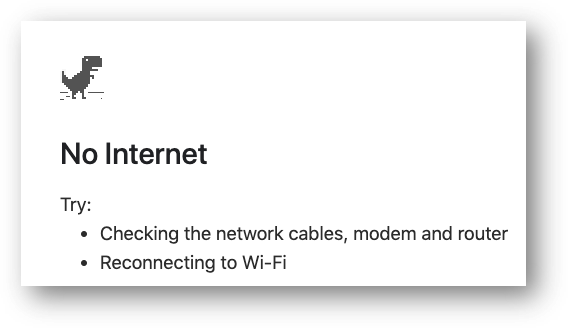 No Internet
Try:
• Checking the network cables, modem and router
• Reconnecting to Wi-Fi